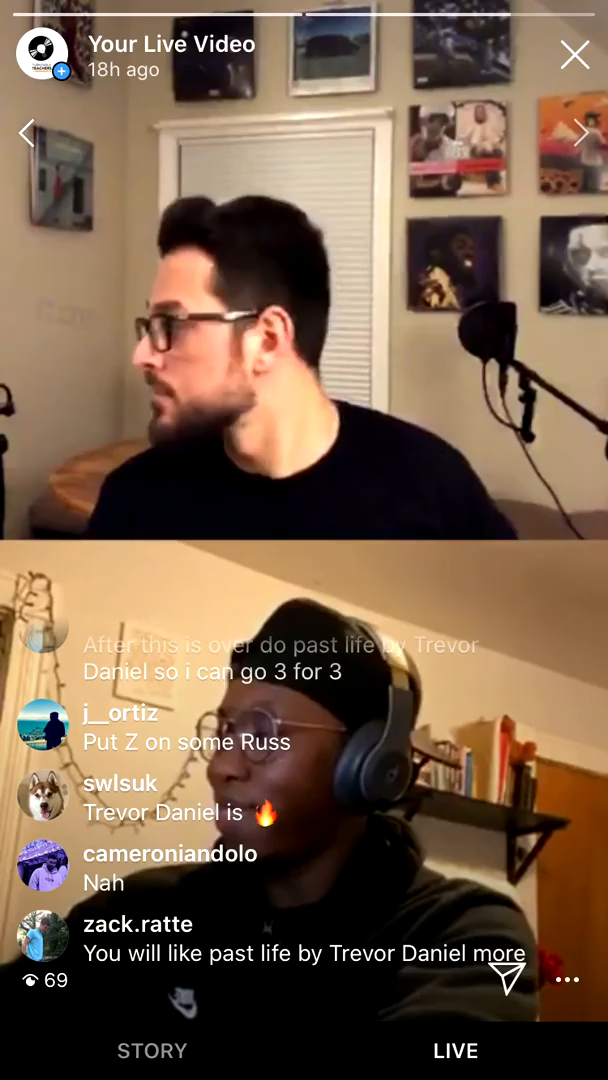 Your Live Video
18h ago
After this is over do past life by Trevor
Daniel so i can go 3 for 3
j__ortiz
Put Z on some Russ
swlsuk
Trevor Daniel is 🔥
cameroniandolo
Nah
zack.ratte
You will like past life by Trevor Daniel more
69
STORY
LIVE